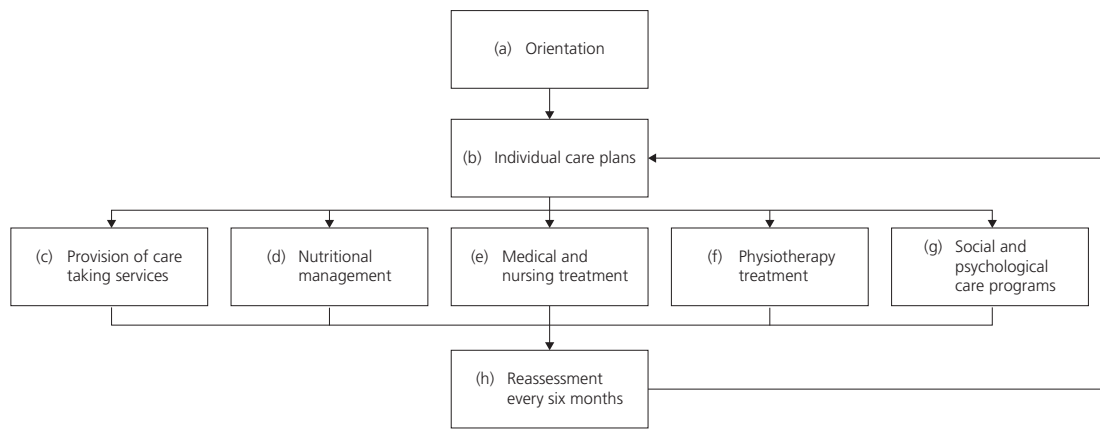 (a) Orientation
(b) Individual care plans
(c) Provision of care
taking services
(d) Nutritional
management
(e) Medical and
nursing treatment
(f) Physiotherapy
treatment
(g) Social and
psychological
care programs
(h) Reassessment
every six months